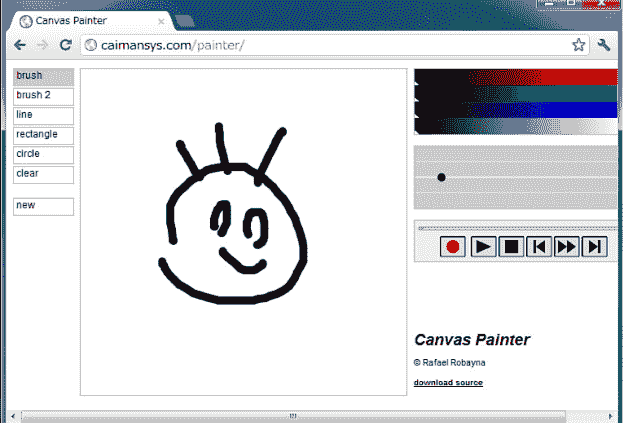 Canvas Painter
caimansys.com/painter/
brush
brush 2
line
rectangle
circle
clear
new
Canvas Painter
© Rafael Robayna
download source